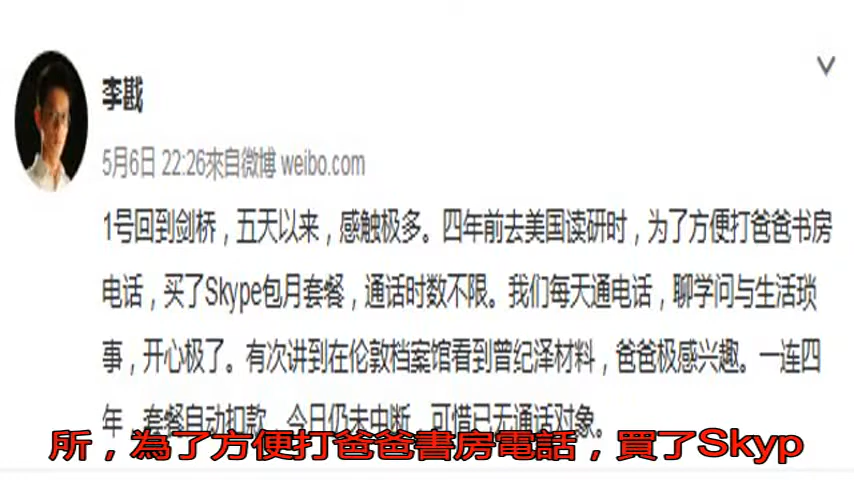 李戡
5月6日 22:26來自微博 weibo.com
1号回到剑桥，五天以来，感触极多。四年前去美国读研时，为了方便打爸爸书房
电话，买了Skype包月套餐，通话时数不限。我们每天通电话，聊学问与生活琐
事，开心极了。有次讲到在伦敦档案馆看到曾纪泽材料，爸爸极感兴趣。一连四
年，套餐自动扣款，今日仍未中断，可惜已无通话对象。
所，為了方便打爸爸書房電話，買了Skyp